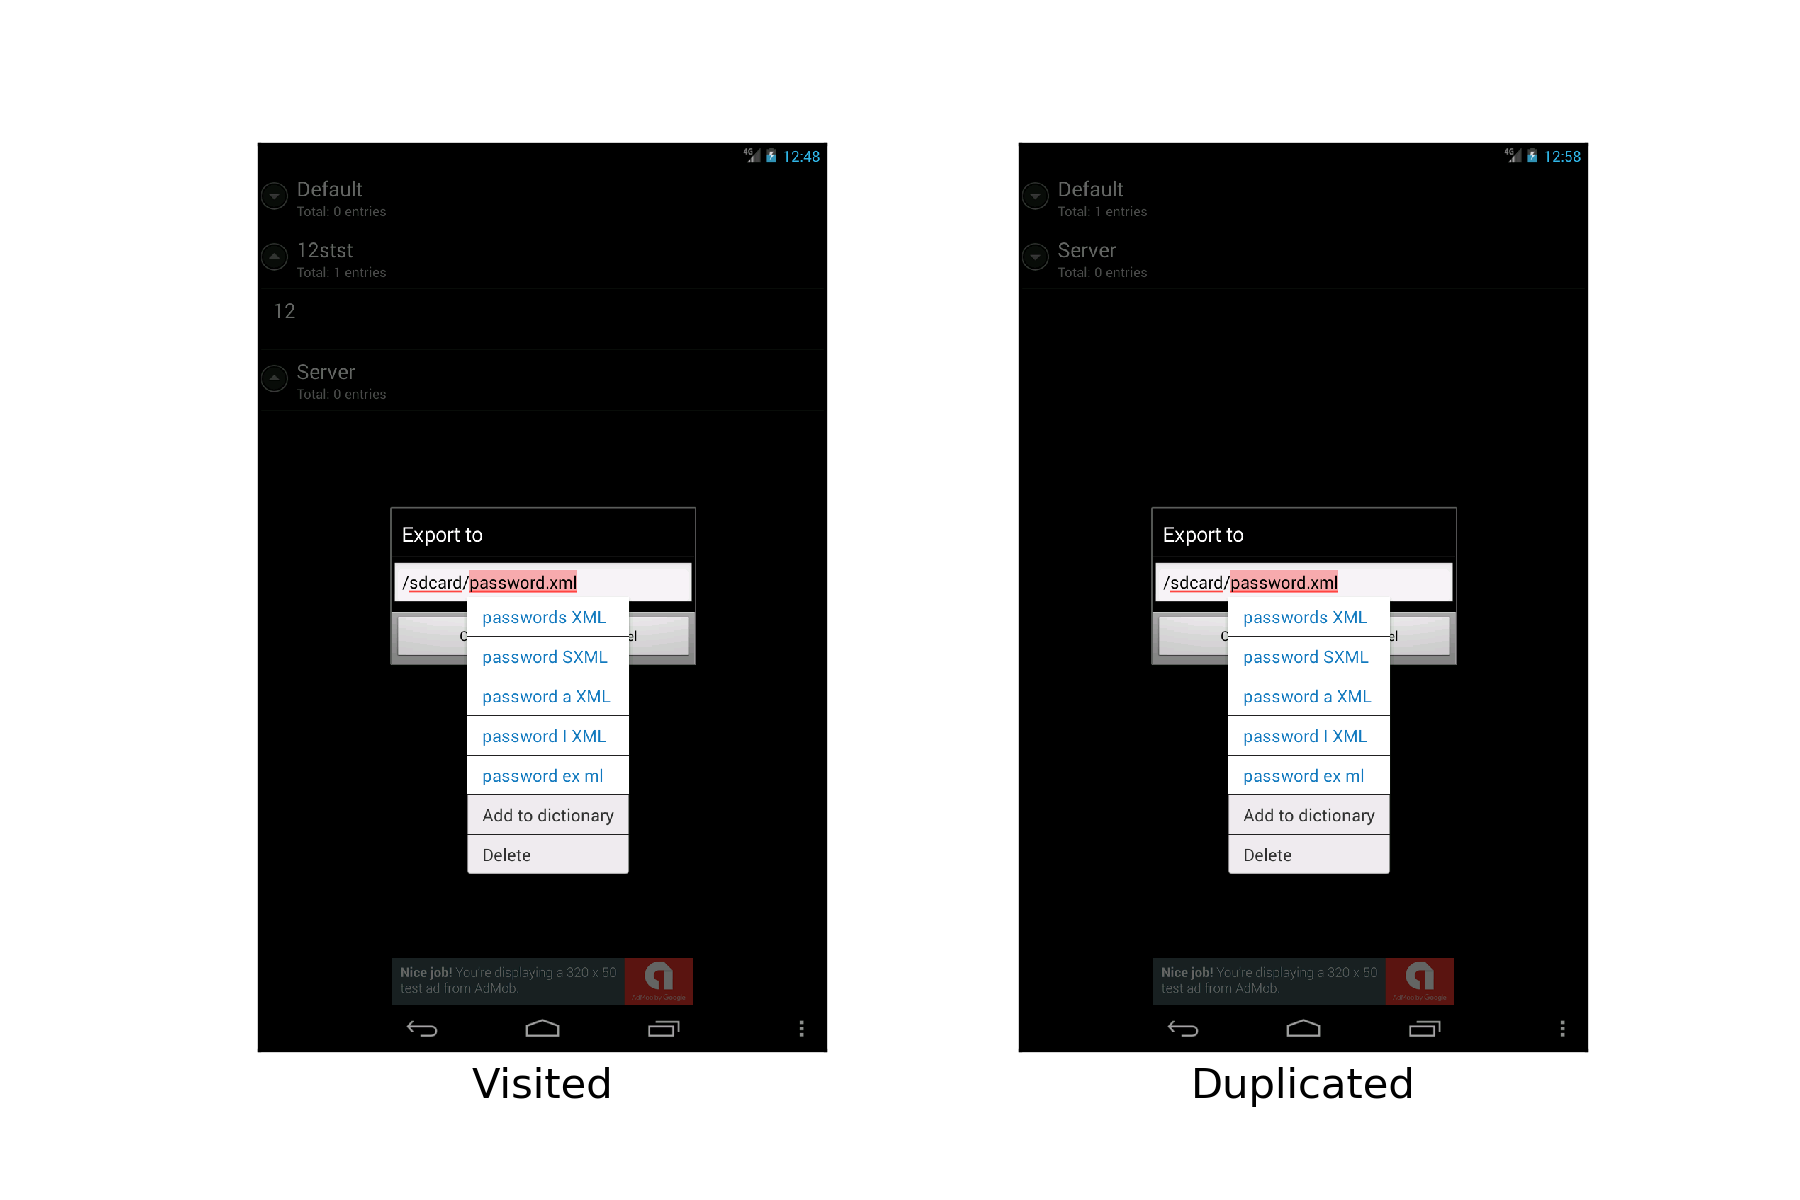 4G 12:48
Default
Total: 0 entries
12stst
Total: 1 entries
12
Server
Total: 0 entries
Export to
/sdcard/password.xml
C el
passwords XML
password SXML
password a XML
password I XML
password ex ml
Add to dictionary
Delete
Nice job! You're displaying a 320 x 50
test ad from AdMob.
AdMob by Google
Visited
4G 12:58
Default
Total: 1 entries
Server
Total: 0 entries
Export to
/sdcard/password.xml
C el
passwords XML
password SXML
password a XML
password I XML
password ex ml
Add to dictionary
Delete
Nice job! You're displaying a 320 x 50
test ad from AdMob.
AdMob by Google
Duplicated